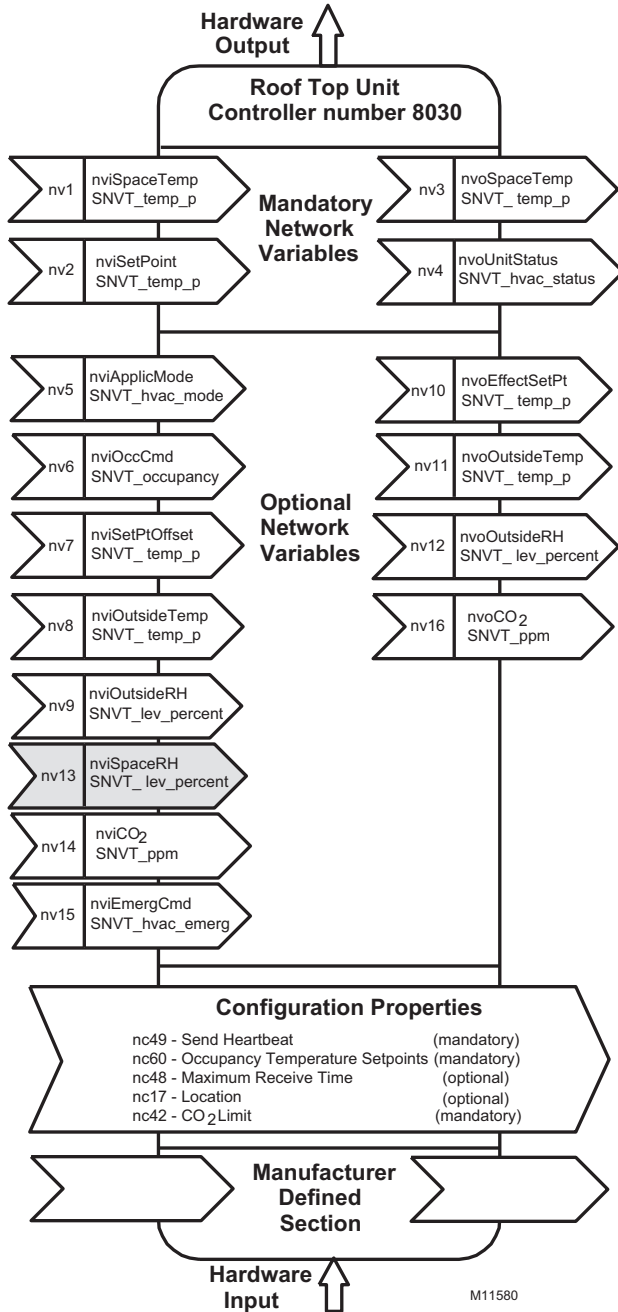 Hardware
Output
Roof Top Unit
Controller number 8030
nv1
nviSpaceTemp
SNVT_temp_p
nv2
nviSetPoint
SNVT_temp_p
Mandatory
Network
Variables
nv3
nvoSpaceTemp
SNVT_ temp_p
nv4
nvoUnitStatus
SNVT_hvac_status
nv5
nviApplicMode
SNVT_hvac_mode
nv6
nviOccCmd
SNVT_occupancy
nv7
nviSetPtOffset
SNVT_ temp_p
nv8
nviOutsideTemp
SNVT_ temp_p
nv9
nviOutsideRH
SNVT_lev_percent
nv13
nviSpaceRH
SNVT_ lev_percent
nv14
nviCO2
SNVT_ppm
nv15
nviEmergCmd
SNVT_hvac_emerg
Optional
Network
Variables
nv10
nvoEffectSetPt
SNVT_ temp_p
nv11
nvoOutsideTemp
SNVT_ temp_p
nv12
nvoOutsideRH
SNVT_ lev_percent
nv16
nvoCO2
SNVT_ppm
Configuration Properties
nc49 - Send Heartbeat (mandatory)
nc60 - Occupancy Temperature Setpoints (mandatory)
nc48 - Maximum Receive Time (optional)
nc17 - Location (optional)
nc42 - CO2Limit (mandatory)
Manufacturer
Defined
Section
Hardware
Input
M11580